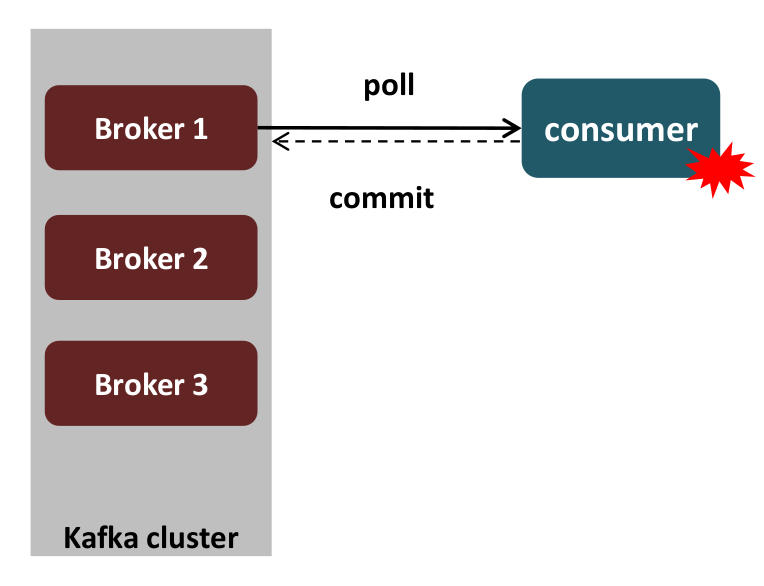 poll
Broker 1
consumer
commit
Broker 2
Broker 3
Kafka cluster